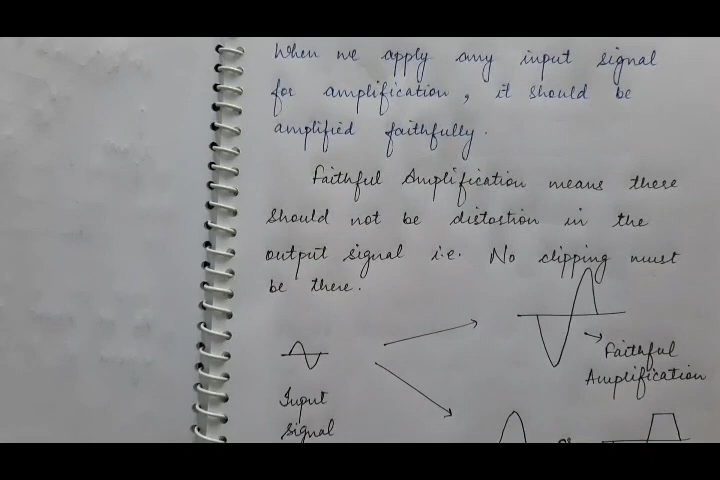 When we apply any input signal
for amplification, it should be
amplified faithfully.
Faithful Amplification means there
should not be distortion in the
output signal i.e. No clipping must
be there.
Faithful
Amplification
Input
signal
or